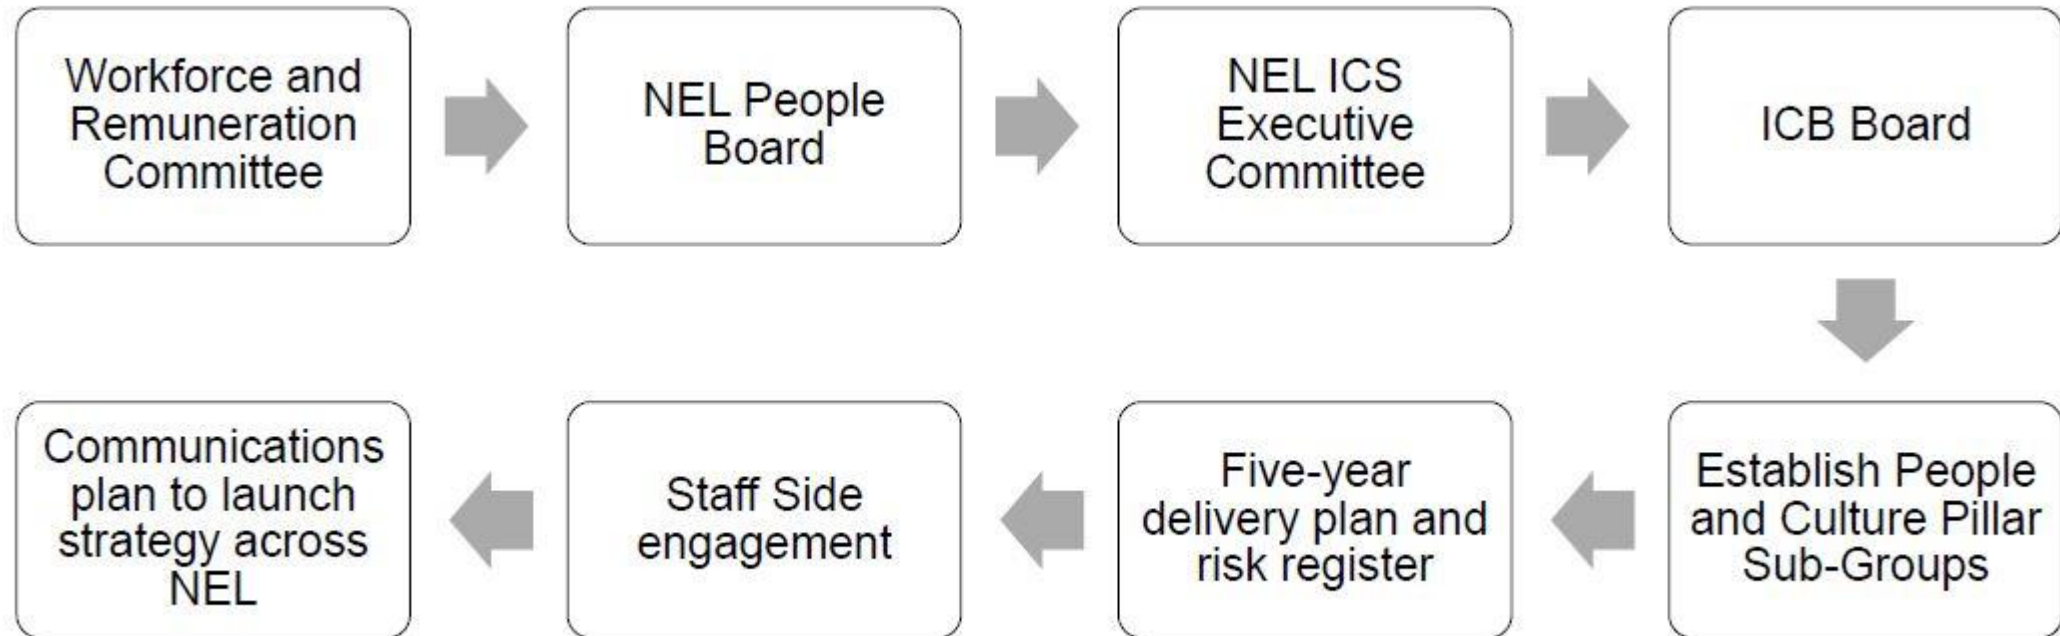 Workforce and
Remuneration
Committee
NEL People
Board
NEL ICS
Executive
Committee
ICB Board
Establish People
and Culture Pillar
Sub-Groups
Five-year
delivery plan and
risk register
Staff Side
engagement
Communications
plan to launch
strategy across
NEL